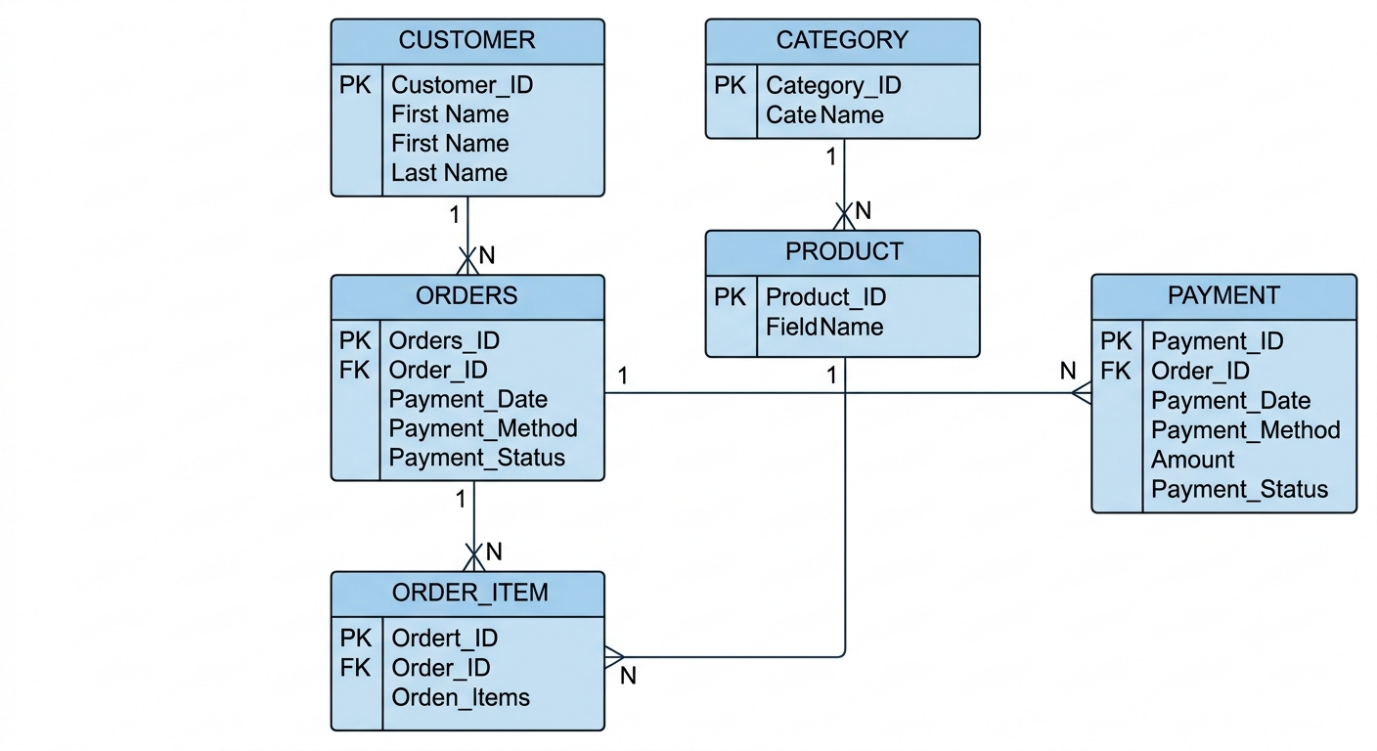 CUSTOMER
PK Customer_ID
First Name
First Name
Last Name
1
N
CATEGORY
PK Category_ID
Cate Name
1
N
PRODUCT
PK Product_ID
FieldName
1
ORDERS
PK Orders_ID
FK Order_ID
Payment_Date
Payment_Method
Payment_Status
1
N
PAYMENT
PK Payment_ID
FK Order_ID
Payment_Date
Payment_Method
Amount
Payment_Status
1
N
ORDER_ITEM
PK Ordert_ID
FK Order_ID
Orden_Items
N